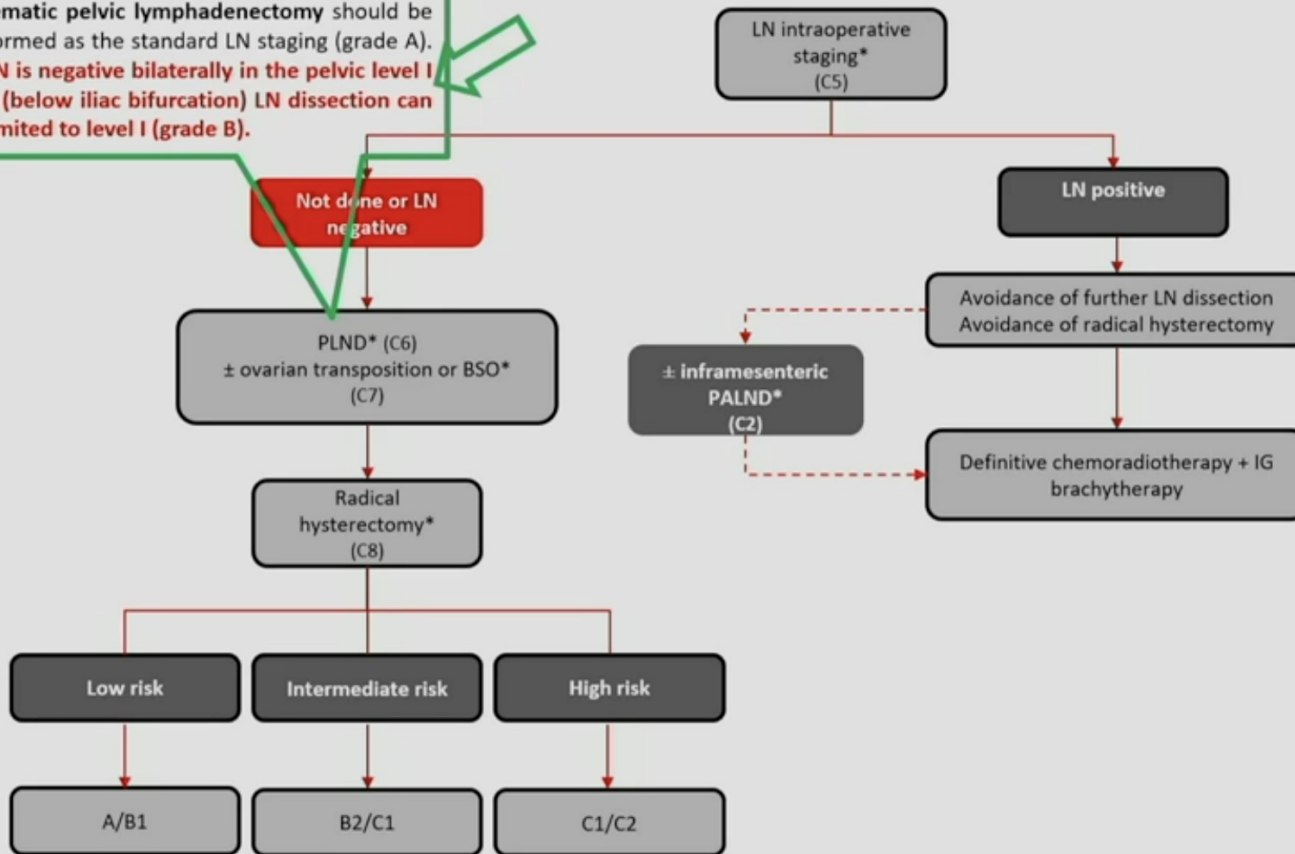 ematic pelvic lymphadenectomy should be
ormed as the standard LN staging (grade A).
N is negative bilaterally in the pelvic level I
(below iliac bifurcation) LN dissection can
mited to level I (grade B).
LN intraoperative
staging*
(C5)
Not done or LN
negative
LN positive
PLND* (C6)
± ovarian transposition or BSO*
(C7)
Avoidance of further LN dissection
Avoidance of radical hysterectomy
± inframesenteric
PALND*
(C2)
Definitive chemoradiotherapy + IG
brachytherapy
Radical
hysterectomy*
(C8)
Low risk
Intermediate risk
High risk
A/B1
B2/C1
C1/C2